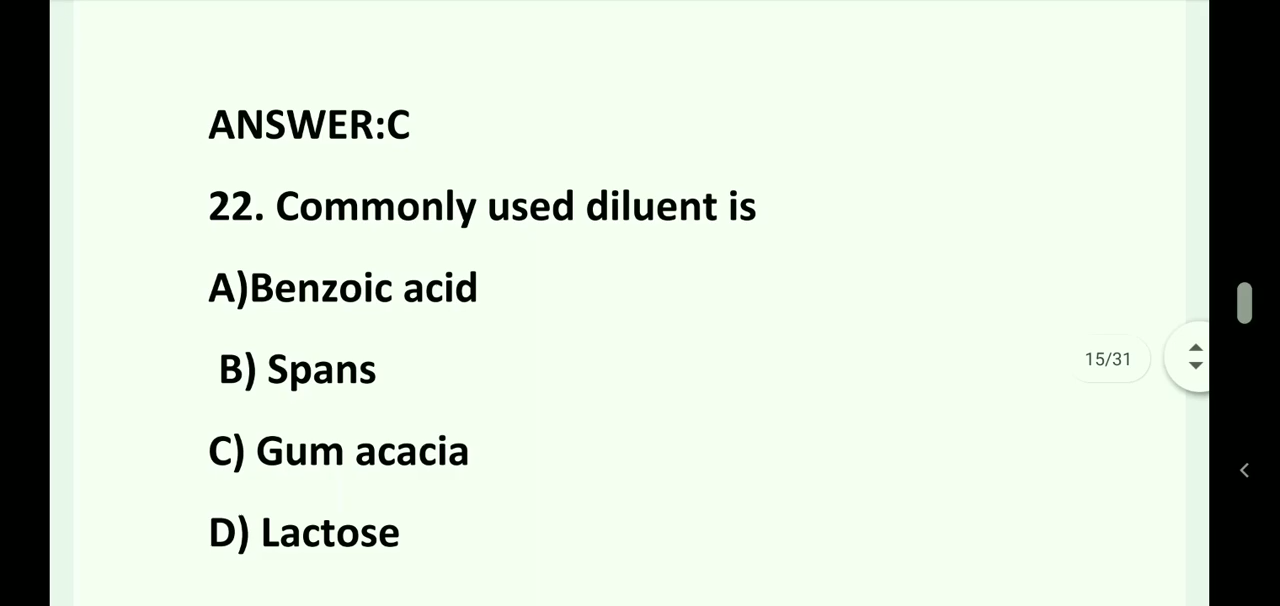 ANSWER:C
22. Commonly used diluent is
A)Benzoic acid
B) Spans
15/31
C) Gum acacia
D) Lactose